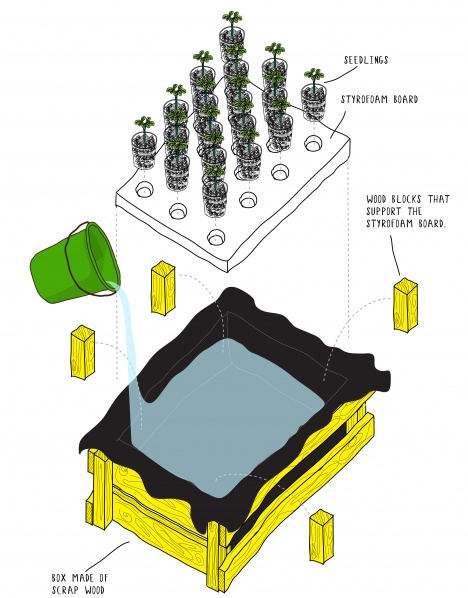 SEEDLINGS
STYROFOAM BOARD
WOOD BLOCKS THAT
SUPPORT THE
STYROFOAM BOARD.
BOX MADE OF
SCRAP WOOD